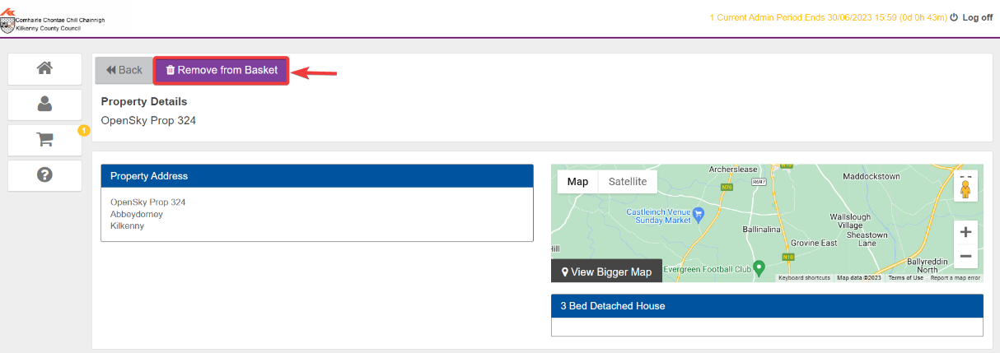 Comhairle Chontae Chill Chainnigh
Kilkenny County Council
1 Current Admin Period Ends 30/06/2023 15:59 (0d 0h 43m) Log off
Back Remove from Basket
Property Details
OpenSky Prop 324
1
Property Address
OpenSky Prop 324
Abbeydorney
Kilkenny
Map Satellite
Archerslease
R697
N76
Maddockstown
Castleinch Venue
Sunday Market
Ballinalina
Wallslough
Village
Sheastown
Lane
Grovine East
Hill
N10
Ballyreddin
North
Evergreen Football Club
View Bigger Map
Keyboard shortcuts Map data ©2023 Terms of Use Report a map error
3 Bed Detached House